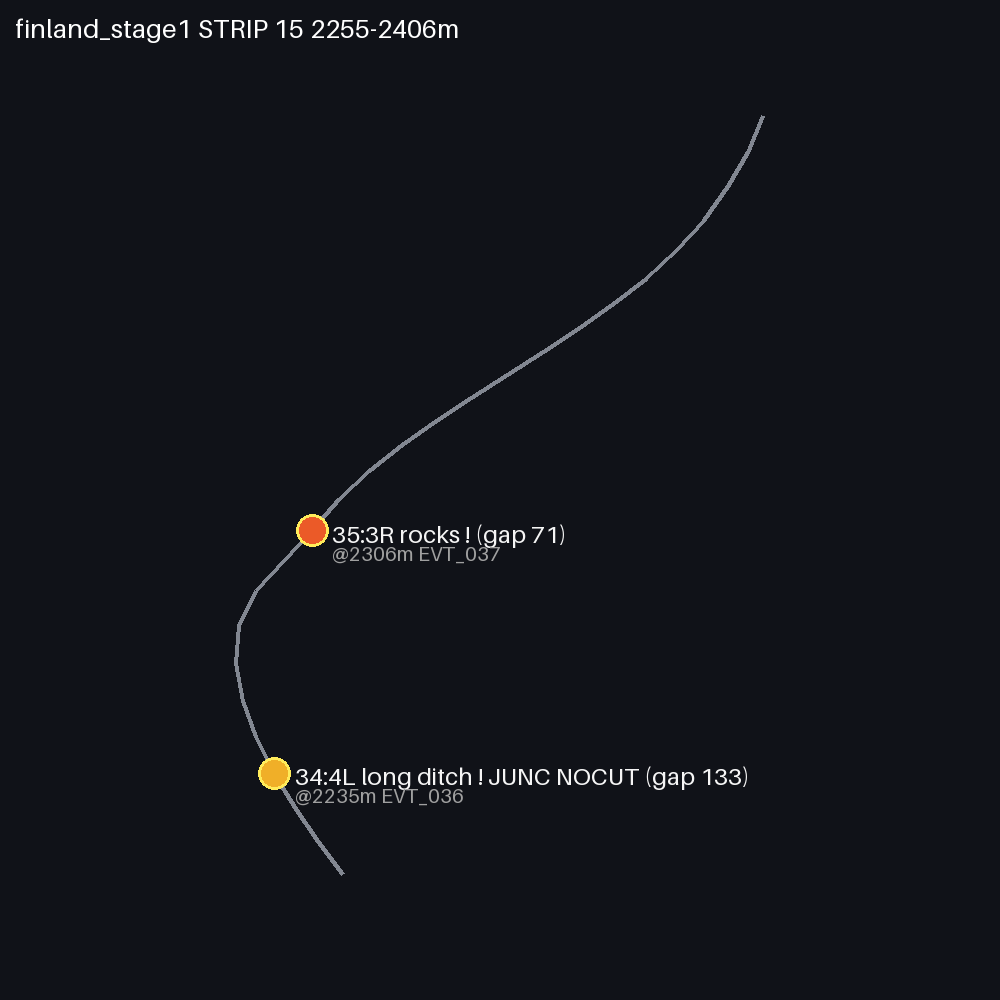 finland_stage1 STRIP 15 2255-2406m
35:3R rocks ! (gap 71)
@2306m EVT_037
34:4L long ditch ! JUNC NOCUT (gap 133)
@2235m EVT_036